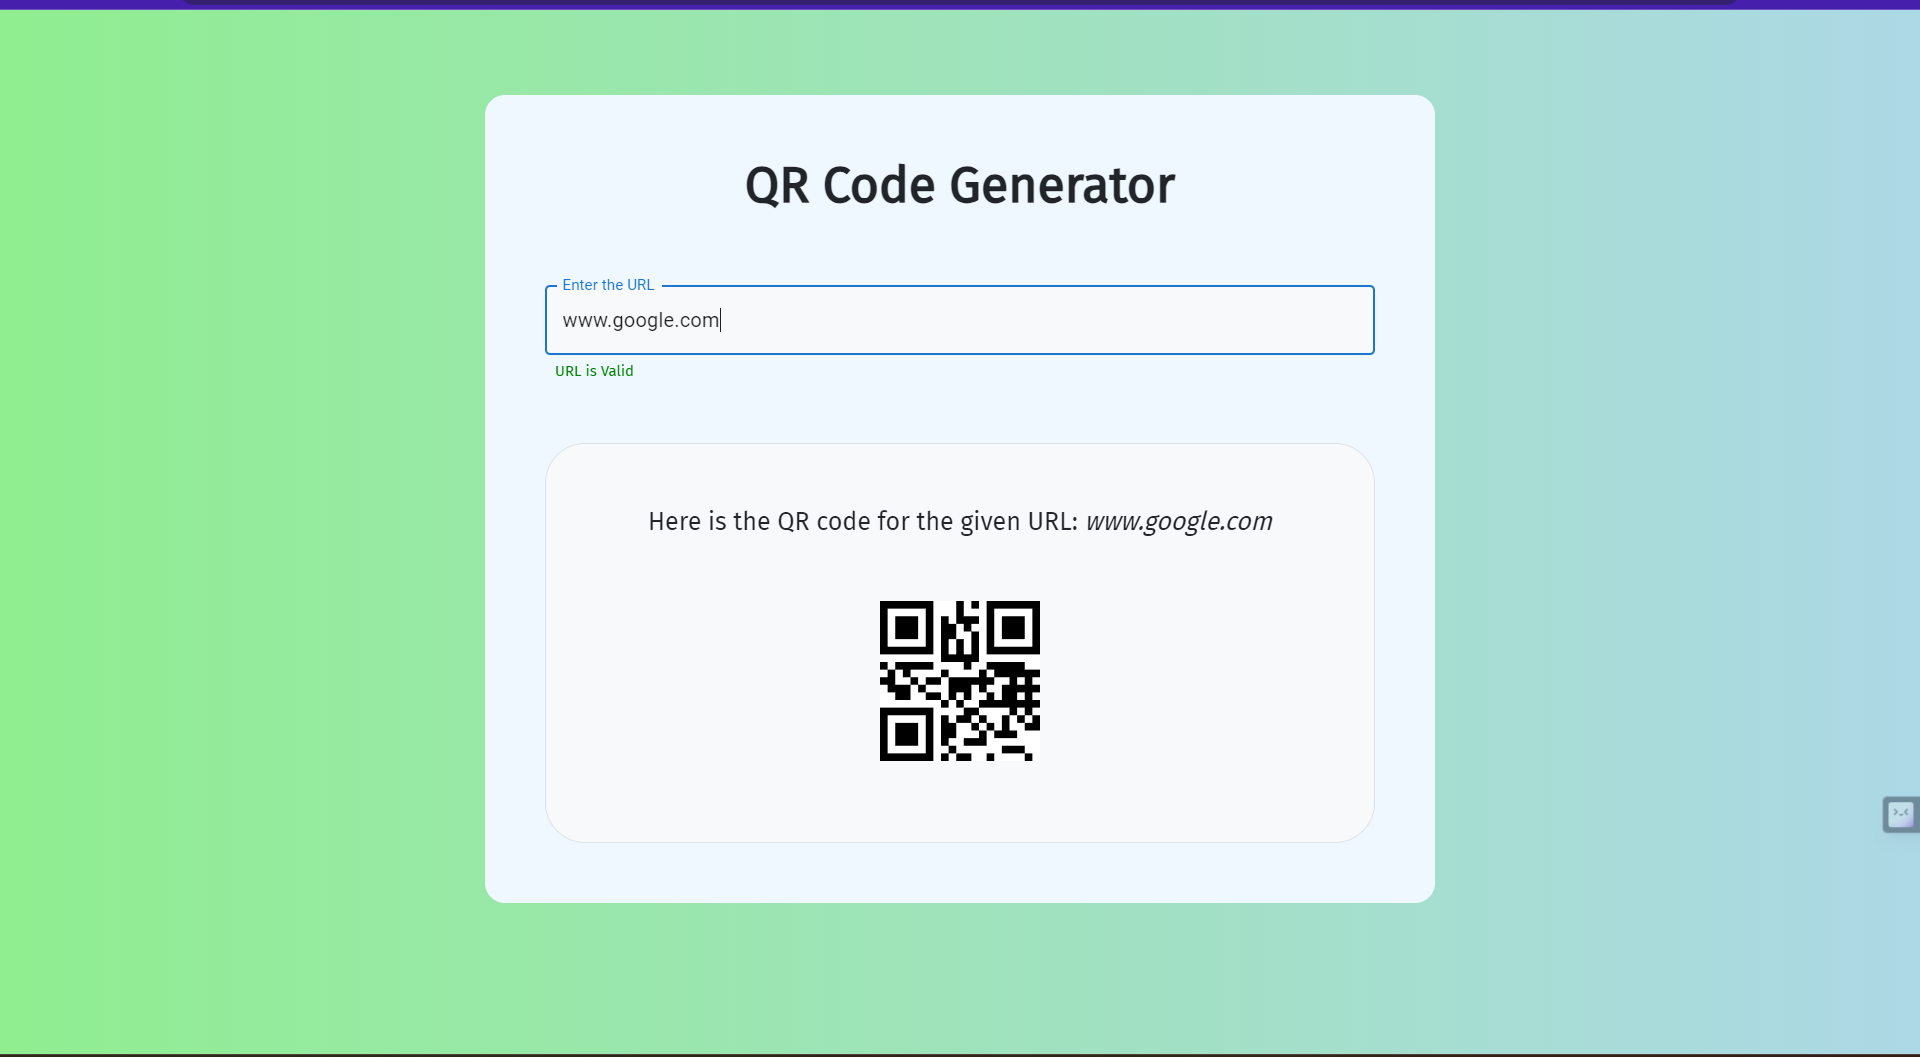 QR Code Generator
Enter the URL
www.google.com
URL is Valid
Here is the QR code for the given URL: www.google.com